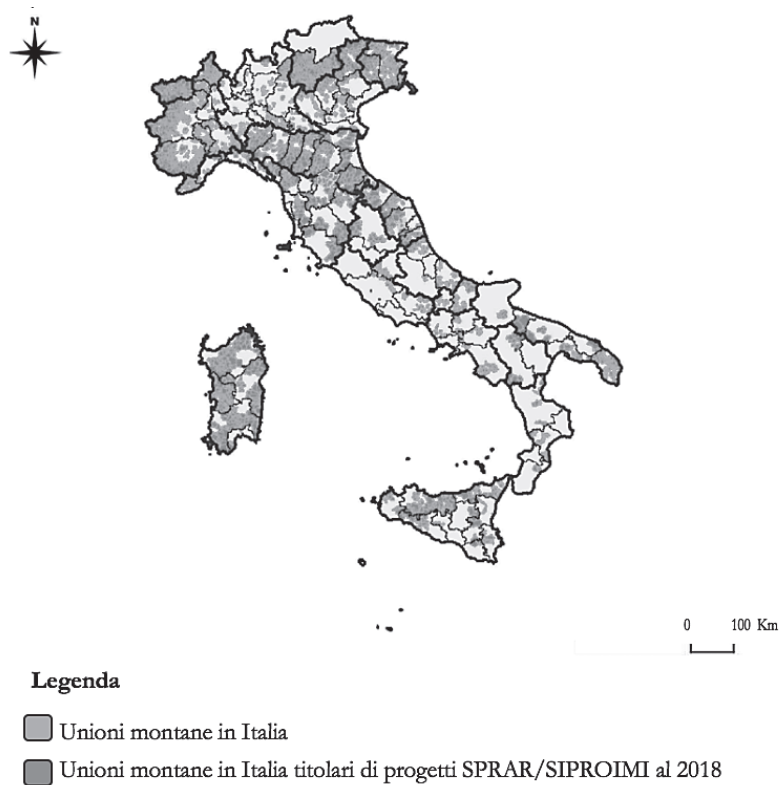 N
0 100 Km
Legenda
Unioni montane in Italia
Unioni montane in Italia titolari di progetti SPRAR/SIPROIMI al 2018